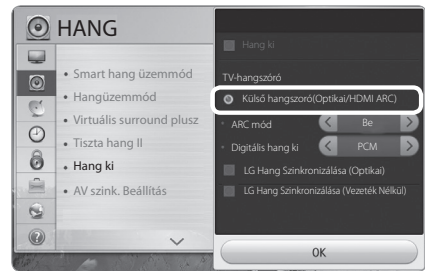 HANG
• Smart hang üzemmód
• Hangüzemmód
• Virtuális surround plusz
• Tiszta hang II
• Hang ki
• AV szink. Beállítás
Hang ki
TV-hangszóró
Külső hangszoró(Optikai/HDMI ARC)
• ARC mód < Be >
• Digitális hang ki < PCM >
LG Hang Szinkronizálása (Optikai)
LG Hang Szinkronizálása (Vezeték Nélkül)
OK